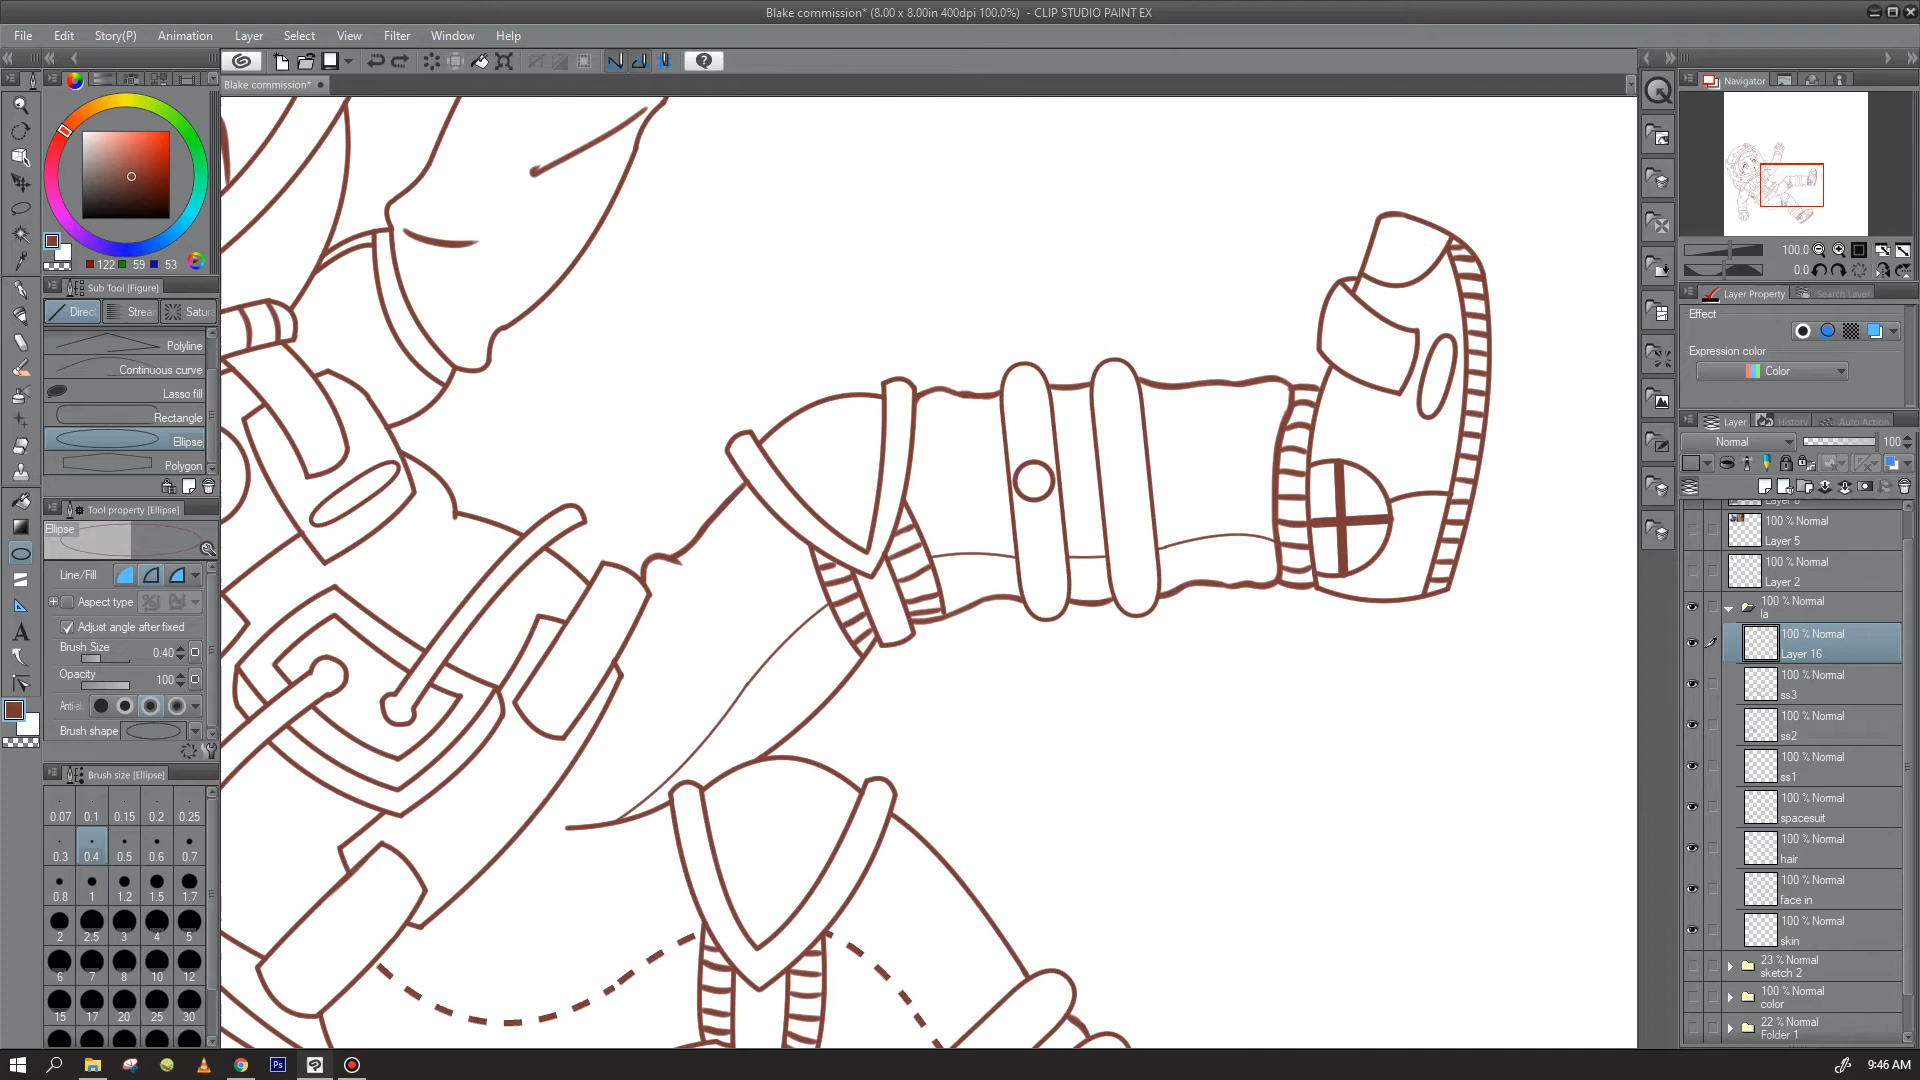 Blake commission* (8.00 x 8.00in 400dpi 100.0%)  - CLIP STUDIO PAINT EX
File Edit Story(P) Animation Layer Select View Filter Window Help
Blake commission*
Navigator
100.0
0.0
122 59 53
Sub Tool [Figure]
Direct Strear Satur
Polyline
Continuous curve
Lasso fill
Rectangle
Ellipse
Polygon
Tool property [Ellipse]
Ellipse
Line/Fill
Aspect type
Adjust angle after fixed
Brush Size 0.40
Opacity 100
Anti-al
Brush shape
Brush size [Ellipse]
0.07 0.1 0.15 0.2 0.25
0.3 0.4 0.5 0.6 0.7
0.8 1 1.2 1.5 1.7
2 2.5 3 4 5
6 7 8 10 12
15 17 20 25 30
Layer Property Search Layer
Effect
Expression color
Color
Layer History Auto Action
Normal 100
100 % Normal
Layer 5
100 % Normal
Layer 2
100 % Normal
la
100 % Normal
Layer 16
100 % Normal
ss3
100 % Normal
ss2
100 % Normal
ss1
100 % Normal
spacesuit
100 % Normal
hair
100 % Normal
face in
100 % Normal
skin
23 % Normal
sketch 2
100 % Normal
color
22 % Normal
Folder 1
Ps
9:46 AM